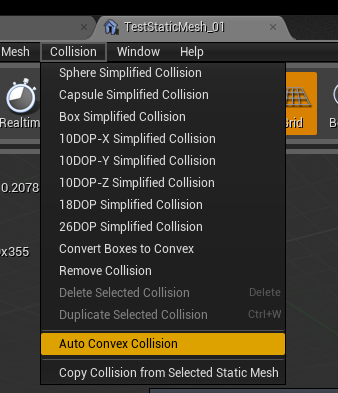 TestStaticMesh_01
Mesh Collision Window Help
Realtim
0.2078
x355
Sphere Simplified Collision
Capsule Simplified Collision
Box Simplified Collision
10DOP-X Simplified Collision
10DOP-Y Simplified Collision
10DOP-Z Simplified Collision
18DOP Simplified Collision
26DOP Simplified Collision
Convert Boxes to Convex
Remove Collision
Delete Selected Collision Delete
Duplicate Selected Collision Ctrl+W
Auto Convex Collision
Copy Collision from Selected Static Mesh